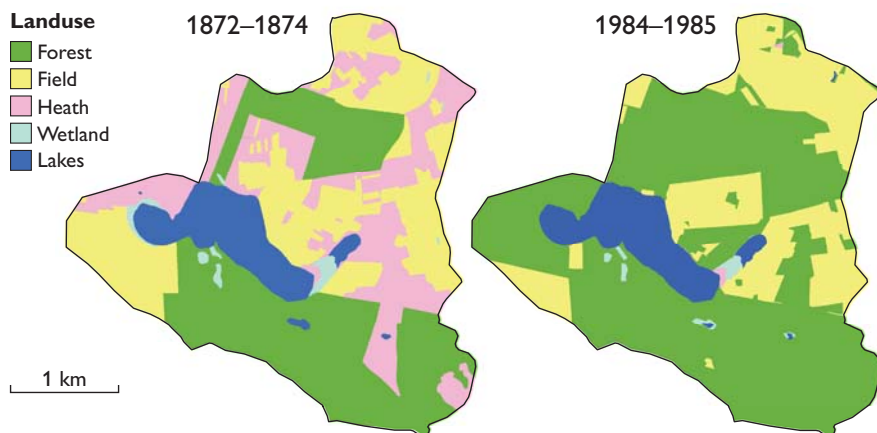 Landuse
Forest
Field
Heath
Wetland
Lakes
1872–1874
1984–1985
1 km